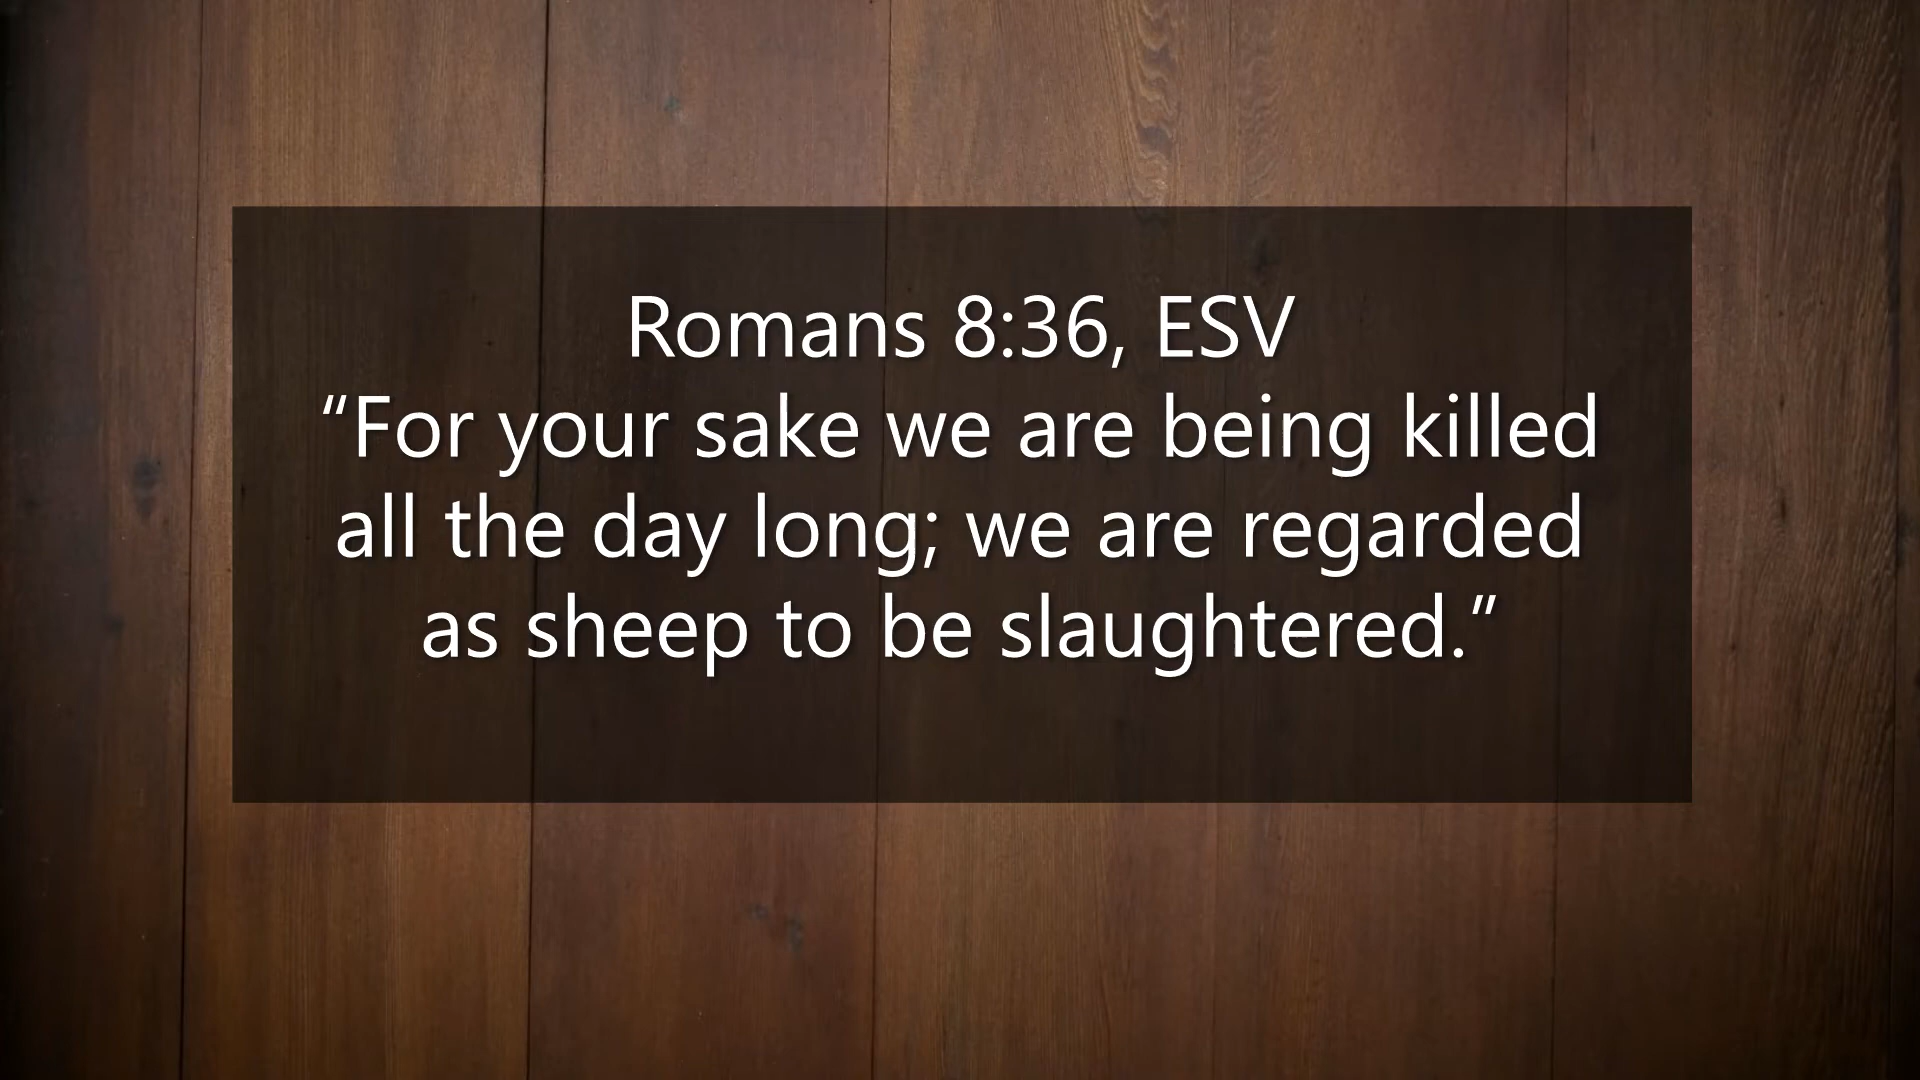 Romans 8:36, ESV
“For your sake we are being killed
all the day long; we are regarded
as sheep to be slaughtered.”